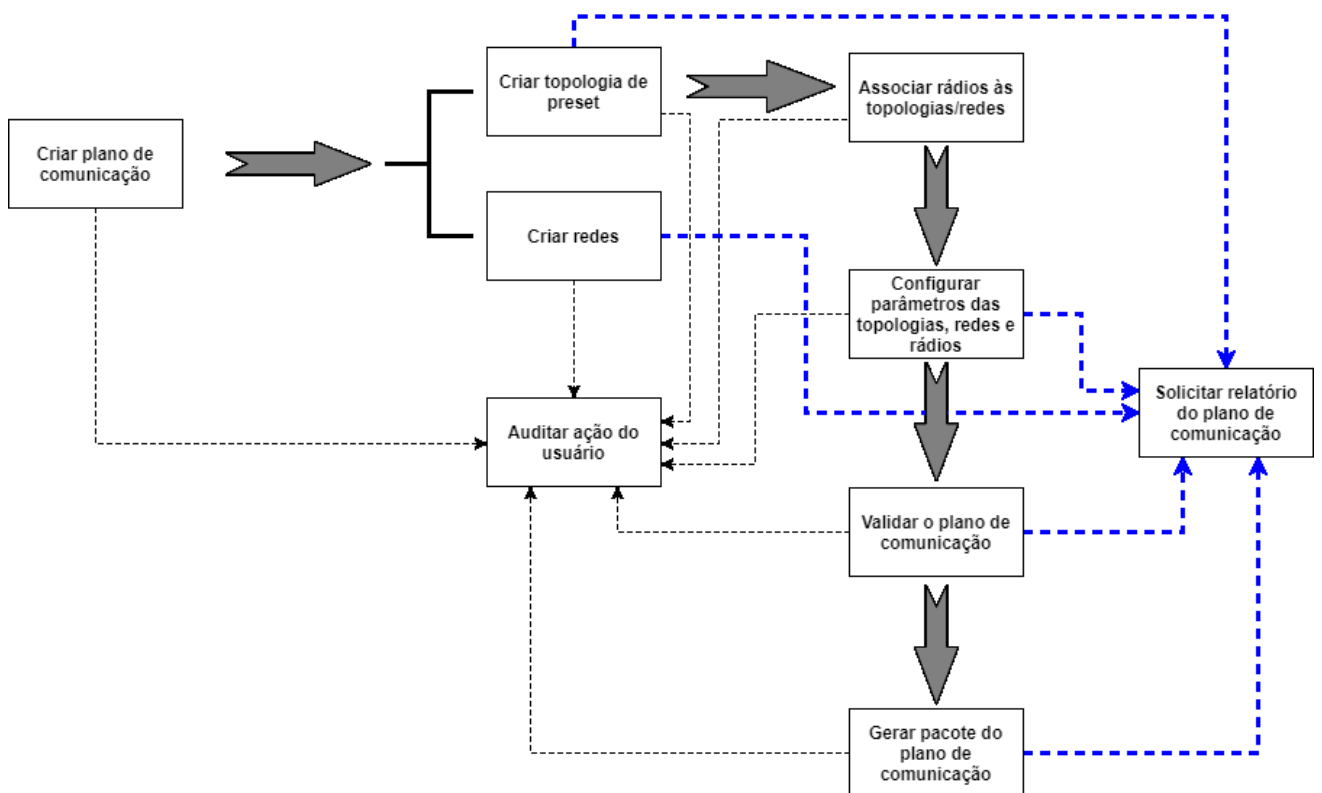 Criar plano de
comunicação
Criar topologia de
preset
Criar redes
Associar rádios às
topologias/redes
Configurar
parâmetros das
topologias, redes e
rádios
Auditar ação do
usuário
Solicitar relatório
do plano de
comunicação
Validar o plano de
comunicação
Gerar pacote do
plano de
comunicação